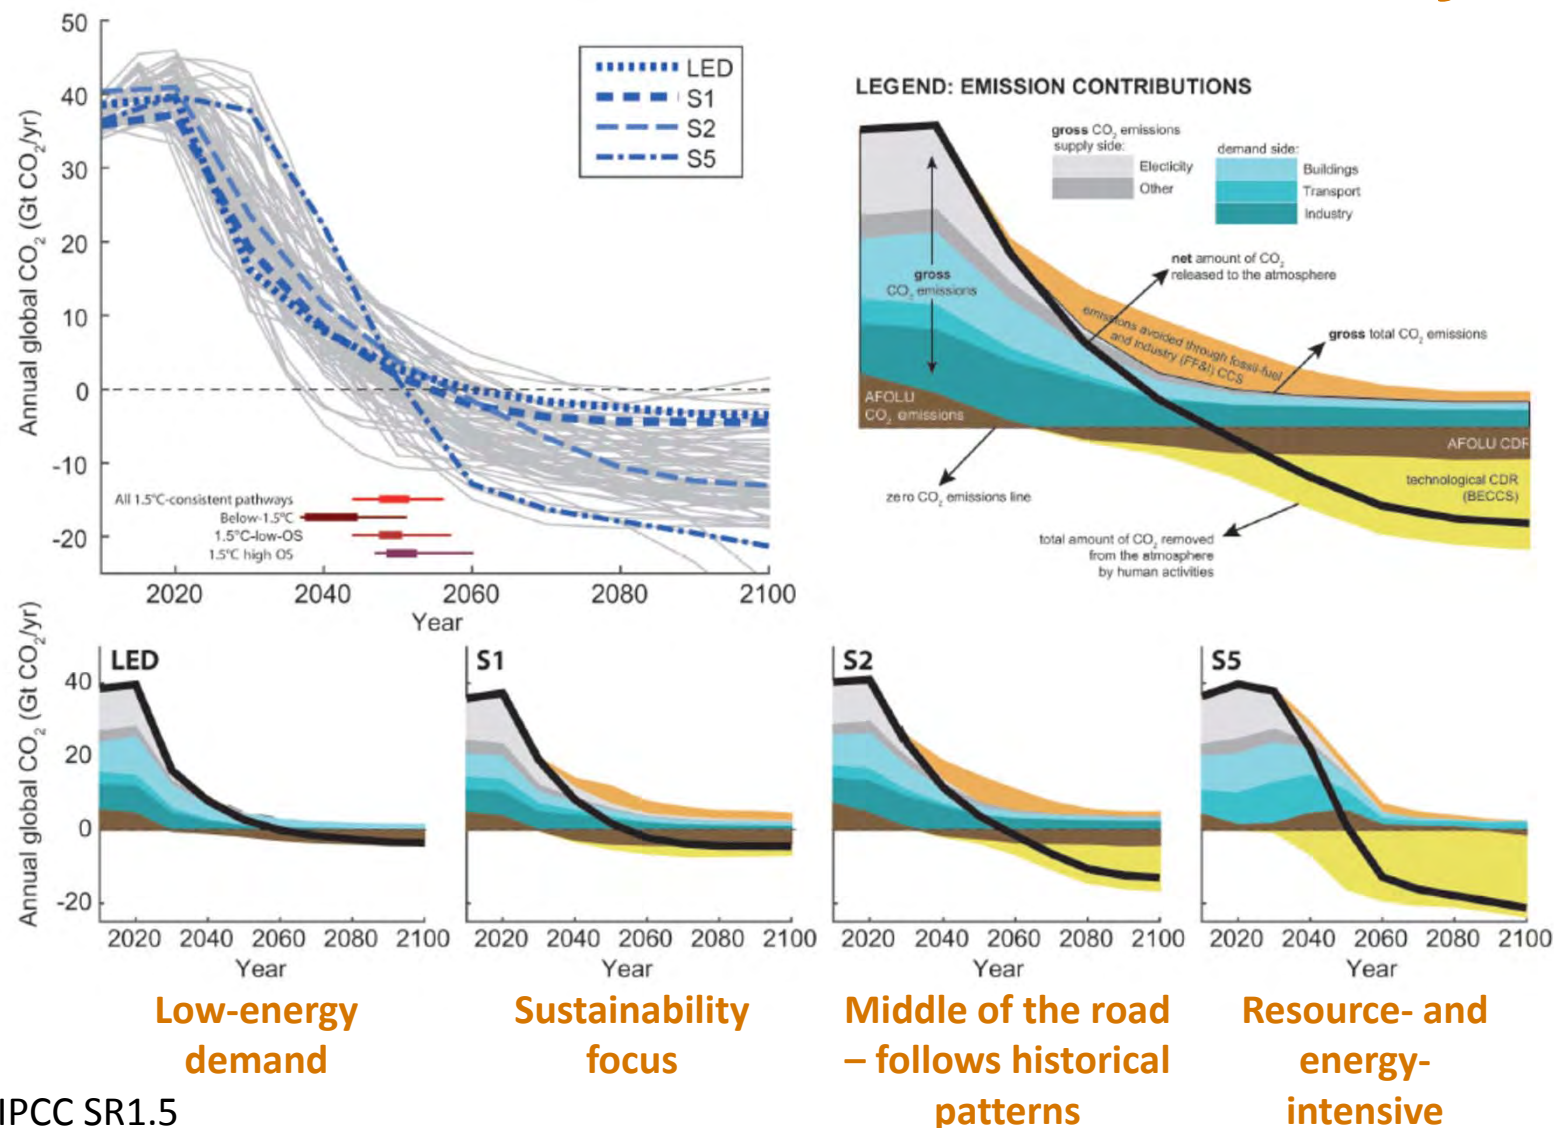 50
40
30
20
10
0
-10
-20
Annual global CO₂ (Gt CO₂/yr)
LED
S1
S2
S5
All 1.5°C-consistent pathways
Below-1.5°C
1.5°C-low-OS
1.5°C high OS
2020 2040 2060 2080 2100
Year
LEGEND: EMISSION CONTRIBUTIONS
gross CO₂ emissions
supply side:
Electicity
Other
demand side:
Buildings
Transport
Industry
gross
CO₂ emissions
net amount of CO₂
released to the atmosphere
emissions avoided through fossil-fuel
and industry (FF&I) CCS
gross total CO₂ emissions
AFOLU
CO₂ emissions
AFOLU CDR
zero CO₂ emissions line
technological CDR
(BECCS)
total amount of CO₂ removed
from the atmosphere
by human activities
Annual global CO₂ (Gt CO₂/yr)
40
20
0
-20
LED
2020 2040 2060 2080 2100
Year
S1
2020 2040 2060 2080 2100
Year
S2
2020 2040 2060 2080 2100
Year
S5
2020 2040 2060 2080 2100
Year
Low-energy
demand
Sustainability
focus
Middle of the road
– follows historical
patterns
Resource- and
energy-
intensive
IPCC SR1.5